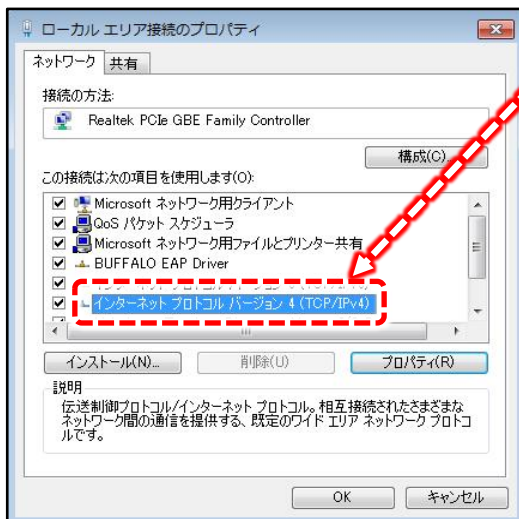 ローカル エリア接続のプロパティ
ネットワーク 共有
接続の方法:
Realtek PCIe GBE Family Controller
構成(C)...
この接続は次の項目を使用します(O):
Microsoft ネットワーク用クライアント
QoS パケット スケジューラ
Microsoft ネットワーク用ファイルとプリンター共有
BUFFALO EAP Driver
インターネット プロトコル バージョン 4 (TCP/IPv4)
インストール(N)... 削除(U) プロパティ(R)
説明
伝送制御プロトコル/インターネット プロトコル。相互接続されたさまざまな
ネットワーク間の通信を提供する、既定のワイド エリア ネットワーク プロトコ
ルです。
OK キャンセル